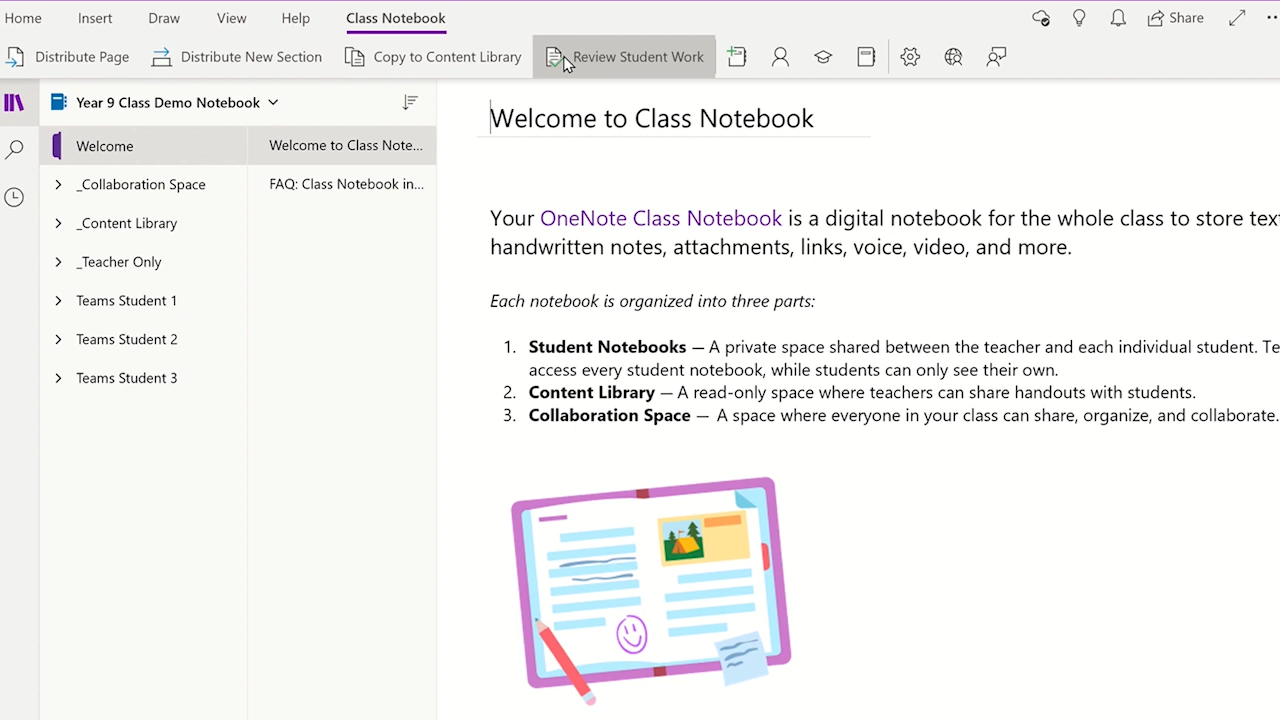 Home Insert Draw View Help Class Notebook Share
Distribute Page Distribute New Section Copy to Content Library Review Student Work
Year 9 Class Demo Notebook
Welcome
_Collaboration Space
_Content Library
_Teacher Only
Teams Student 1
Teams Student 2
Teams Student 3
Welcome to Class Note...
FAQ: Class Notebook in...
Welcome to Class Notebook
Your OneNote Class Notebook is a digital notebook for the whole class to store
handwritten notes, attachments, links, voice, video, and more.
Each notebook is organized into three parts:
1. Student Notebooks — A private space shared between the teacher and each individual student.
access every student notebook, while students can only see their own.
2. Content Library — A read-only space where teachers can share handouts with students.
3. Collaboration Space — A space where everyone in your class can share, organize, and collaborate.